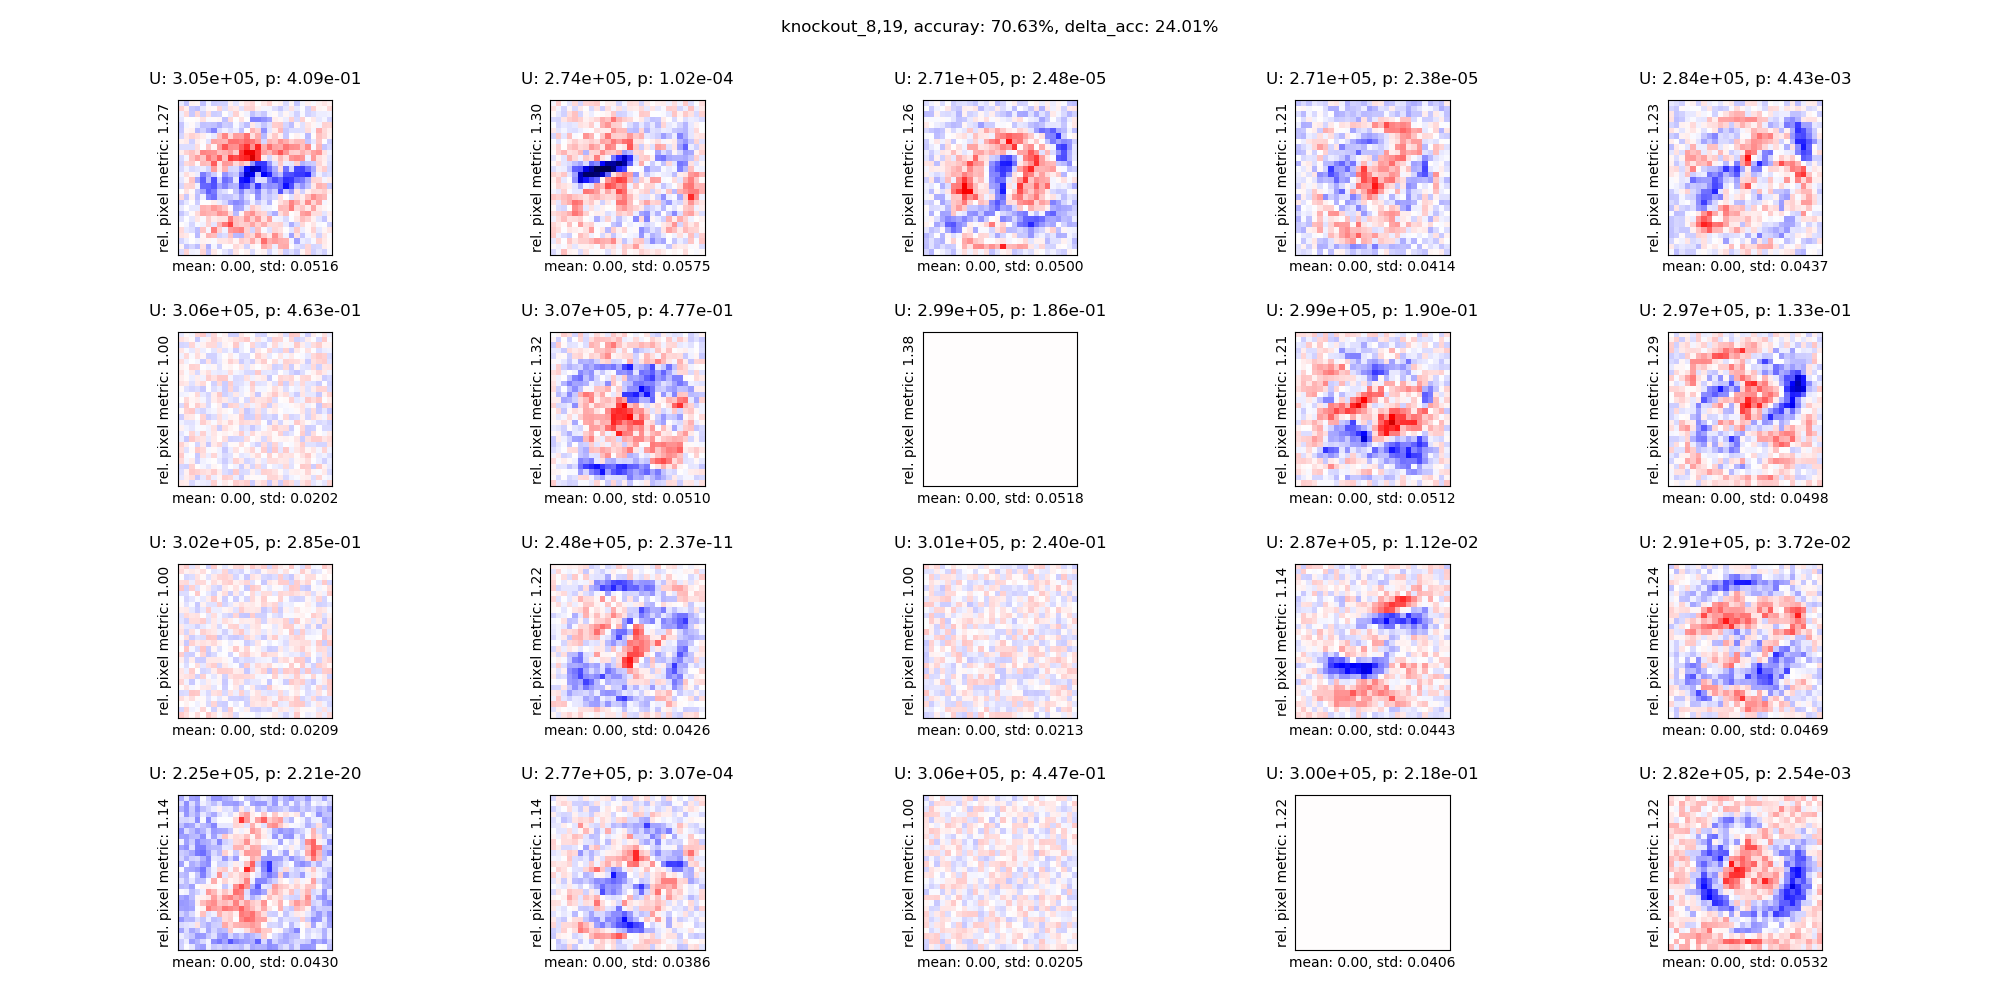 knockout_8,19, accuray: 70.63%, delta_acc: 24.01%
U: 3.05e+05, p: 4.09e-01
rel. pixel metric: 1.27
mean: 0.00, std: 0.0516
U: 2.74e+05, p: 1.02e-04
rel. pixel metric: 1.30
mean: 0.00, std: 0.0575
U: 2.71e+05, p: 2.48e-05
rel. pixel metric: 1.26
mean: 0.00, std: 0.0500
U: 2.71e+05, p: 2.38e-05
rel. pixel metric: 1.21
mean: 0.00, std: 0.0414
U: 2.84e+05, p: 4.43e-03
rel. pixel metric: 1.23
mean: 0.00, std: 0.0437
U: 3.06e+05, p: 4.63e-01
rel. pixel metric: 1.00
mean: 0.00, std: 0.0202
U: 3.07e+05, p: 4.77e-01
rel. pixel metric: 1.32
mean: 0.00, std: 0.0510
U: 2.99e+05, p: 1.86e-01
rel. pixel metric: 1.38
mean: 0.00, std: 0.0518
U: 2.99e+05, p: 1.90e-01
rel. pixel metric: 1.21
mean: 0.00, std: 0.0512
U: 2.97e+05, p: 1.33e-01
rel. pixel metric: 1.29
mean: 0.00, std: 0.0498
U: 3.02e+05, p: 2.85e-01
rel. pixel metric: 1.00
mean: 0.00, std: 0.0209
U: 2.48e+05, p: 2.37e-11
rel. pixel metric: 1.22
mean: 0.00, std: 0.0426
U: 3.01e+05, p: 2.40e-01
rel. pixel metric: 1.00
mean: 0.00, std: 0.0213
U: 2.87e+05, p: 1.12e-02
rel. pixel metric: 1.14
mean: 0.00, std: 0.0443
U: 2.91e+05, p: 3.72e-02
rel. pixel metric: 1.24
mean: 0.00, std: 0.0469
U: 2.25e+05, p: 2.21e-20
rel. pixel metric: 1.14
mean: 0.00, std: 0.0430
U: 2.77e+05, p: 3.07e-04
rel. pixel metric: 1.14
mean: 0.00, std: 0.0386
U: 3.06e+05, p: 4.47e-01
rel. pixel metric: 1.00
mean: 0.00, std: 0.0205
U: 3.00e+05, p: 2.18e-01
rel. pixel metric: 1.22
mean: 0.00, std: 0.0406
U: 2.82e+05, p: 2.54e-03
rel. pixel metric: 1.22
mean: 0.00, std: 0.0532